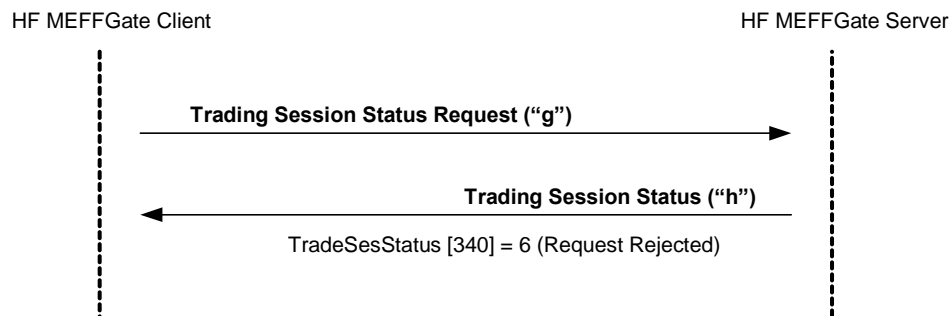 HF MEFFGate Client
HF MEFFGate Server
Trading Session Status Request (“g”)
Trading Session Status (“h”)
TradeSesStatus [340] = 6 (Request Rejected)